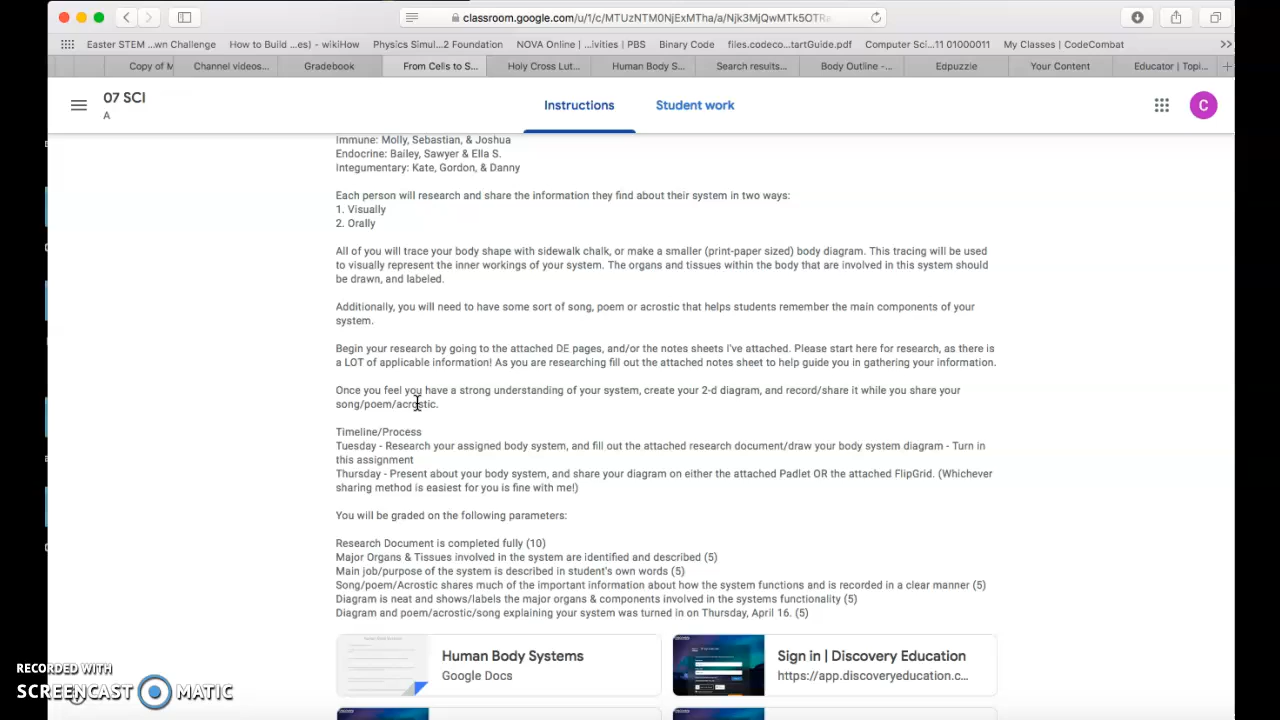 classroom.google.com/u/1/c/MTUzNTM0NjExMTha/a/Njk3MjQwMTk5OTRa
Easter STEM ...wn Challenge
How to Build ...es) - wikiHow
Physics Simul...2 Foundation
NOVA Online | ...ivities | PBS
Binary Code
files.codeco...tartGuide.pdf
Computer Sci...11 01000011
My Classes | CodeCombat
Copy of M
Channel videos...
Gradebook
From Cells to S...
Holy Cross Lut...
Human Body S...
Search results...
Body Outline -...
Edpuzzle
Your Content
Educator | Topi...
07 SCI
A
Instructions
Student work
C
Immune: Molly, Sebastian, & Joshua
Endocrine: Bailey, Sawyer & Ella S.
Integumentary: Kate, Gordon, & Danny
Each person will research and share the information they find about their system in two ways:
1. Visually
2. Orally
All of you will trace your body shape with sidewalk chalk, or make a smaller (print-paper sized) body diagram. This tracing will be used
to visually represent the inner workings of your system. The organs and tissues within the body that are involved in this system should
be drawn, and labeled.
Additionally, you will need to have some sort of song, poem or acrostic that helps students remember the main components of your
system.
Begin your research by going to the attached DE pages, and/or the notes sheets I've attached. Please start here for research, as there is
a LOT of applicable information! As you are researching fill out the attached notes sheet to help guide you in gathering your information.
Once you feel you have a strong understanding of your system, create your 2-d diagram, and record/share it while you share your
song/poem/acrostic.
Timeline/Process
Tuesday - Research your assigned body system, and fill out the attached research document/draw your body system diagram - Turn in
this assignment
Thursday - Present about your body system, and share your diagram on either the attached Padlet OR the attached FlipGrid. (Whichever
sharing method is easiest for you is fine with me!)
You will be graded on the following parameters:
Research Document is completed fully (10)
Major Organs & Tissues involved in the system are identified and described (5)
Main job/purpose of the system is described in student's own words (5)
Song/poem/Acrostic shares much of the important information about how the system functions and is recorded in a clear manner (5)
Diagram is neat and shows/labels the major organs & components involved in the systems functionality (5)
Diagram and poem/acrostic/song explaining your system was turned in on Thursday, April 16. (5)
Human Body Systems
Google Docs
Sign in | Discovery Education
https://app.discoveryeducation.c...
RECORDED WITH
SCREENCAST MATIC